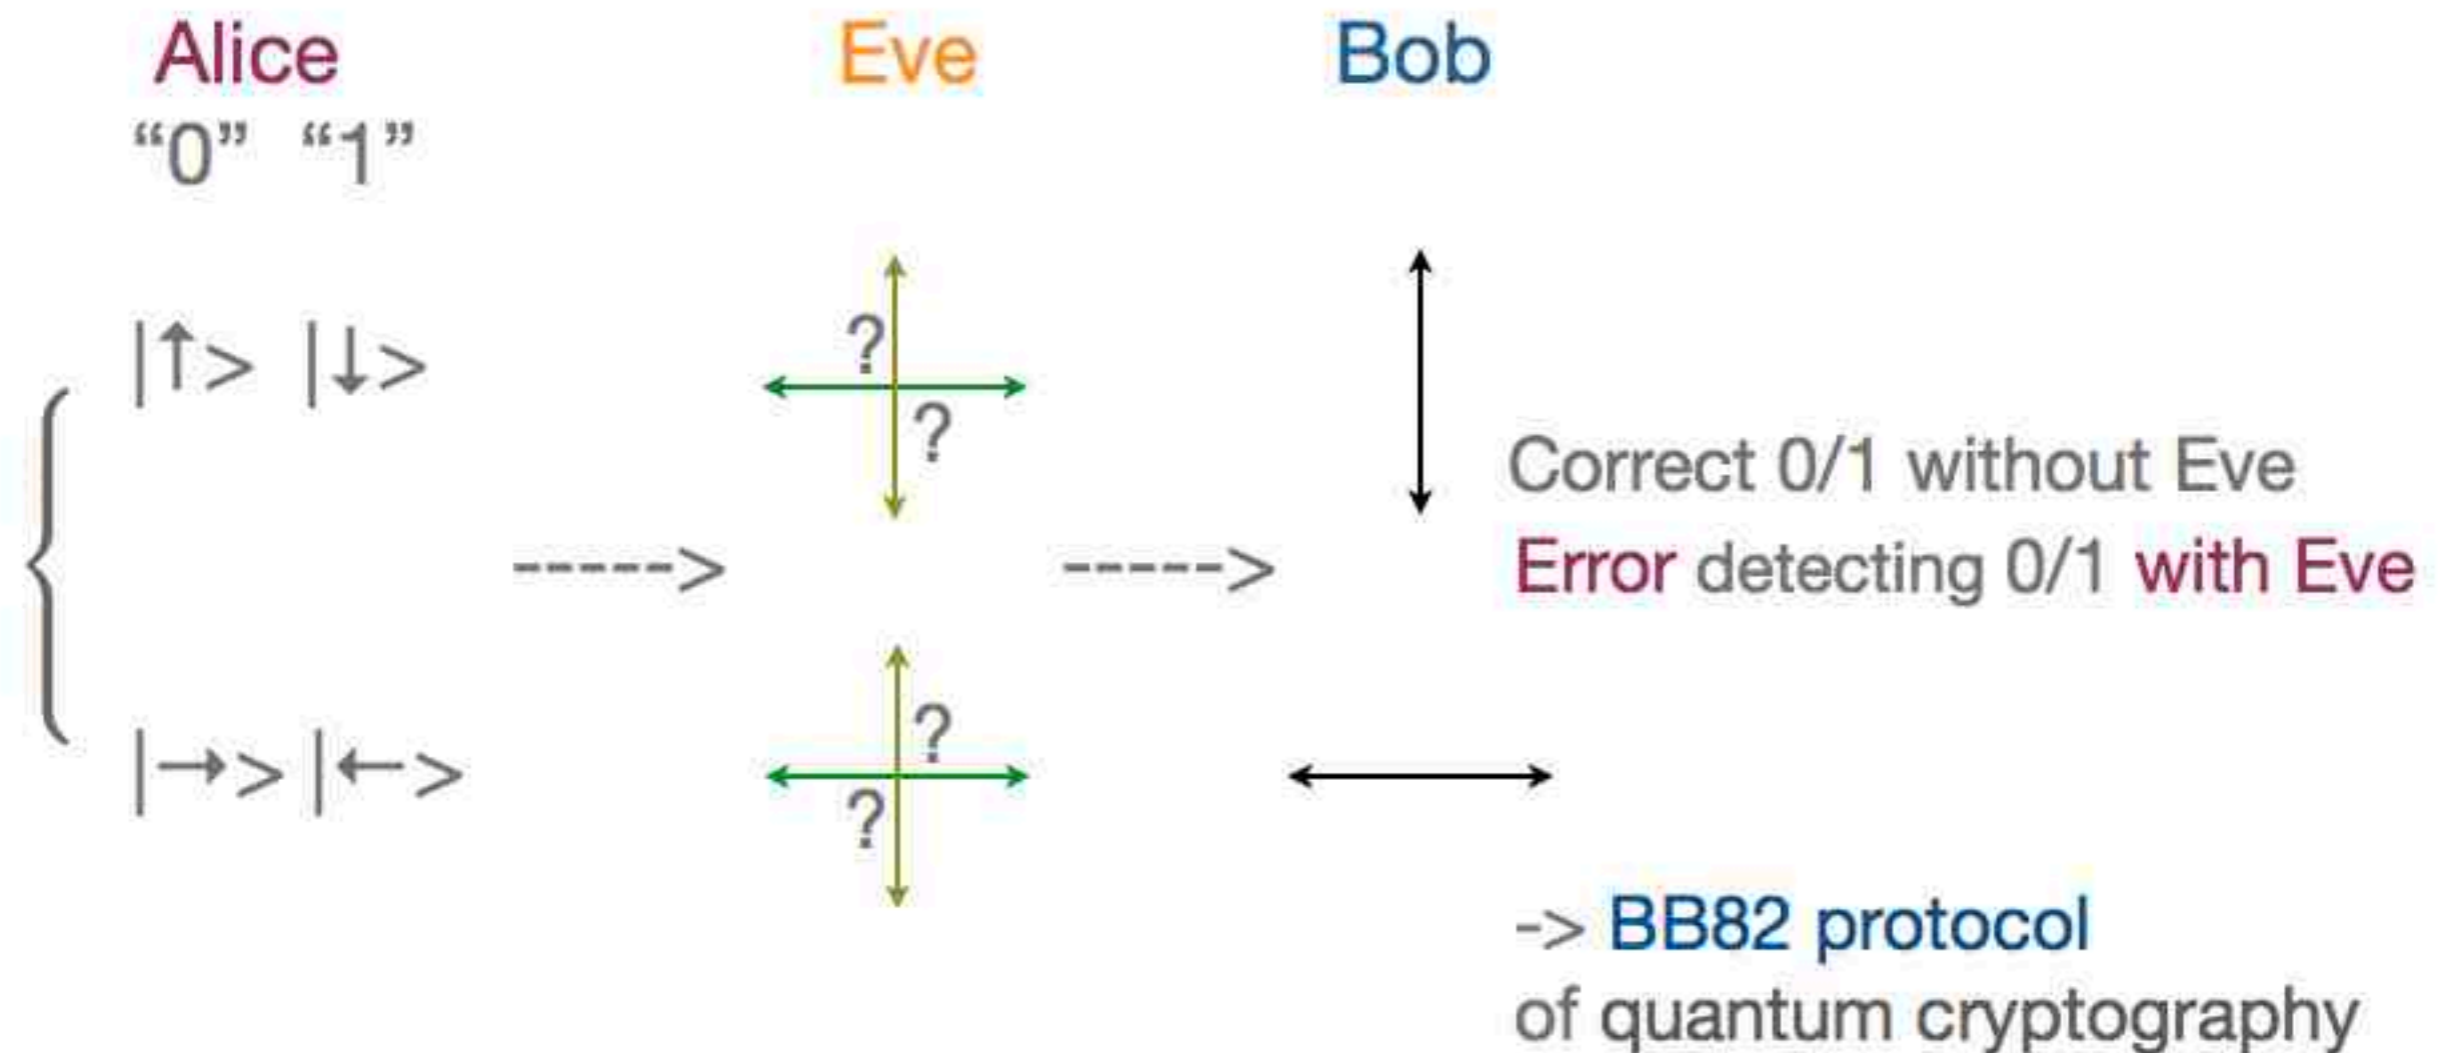 Alice Eve Bob
“0” “1”
|↑> |↓>
?
?
Correct 0/1 without Eve
-----> ----->
Error detecting 0/1 with Eve
?
|→> |←>
?
-> BB82 protocol
of quantum cryptography